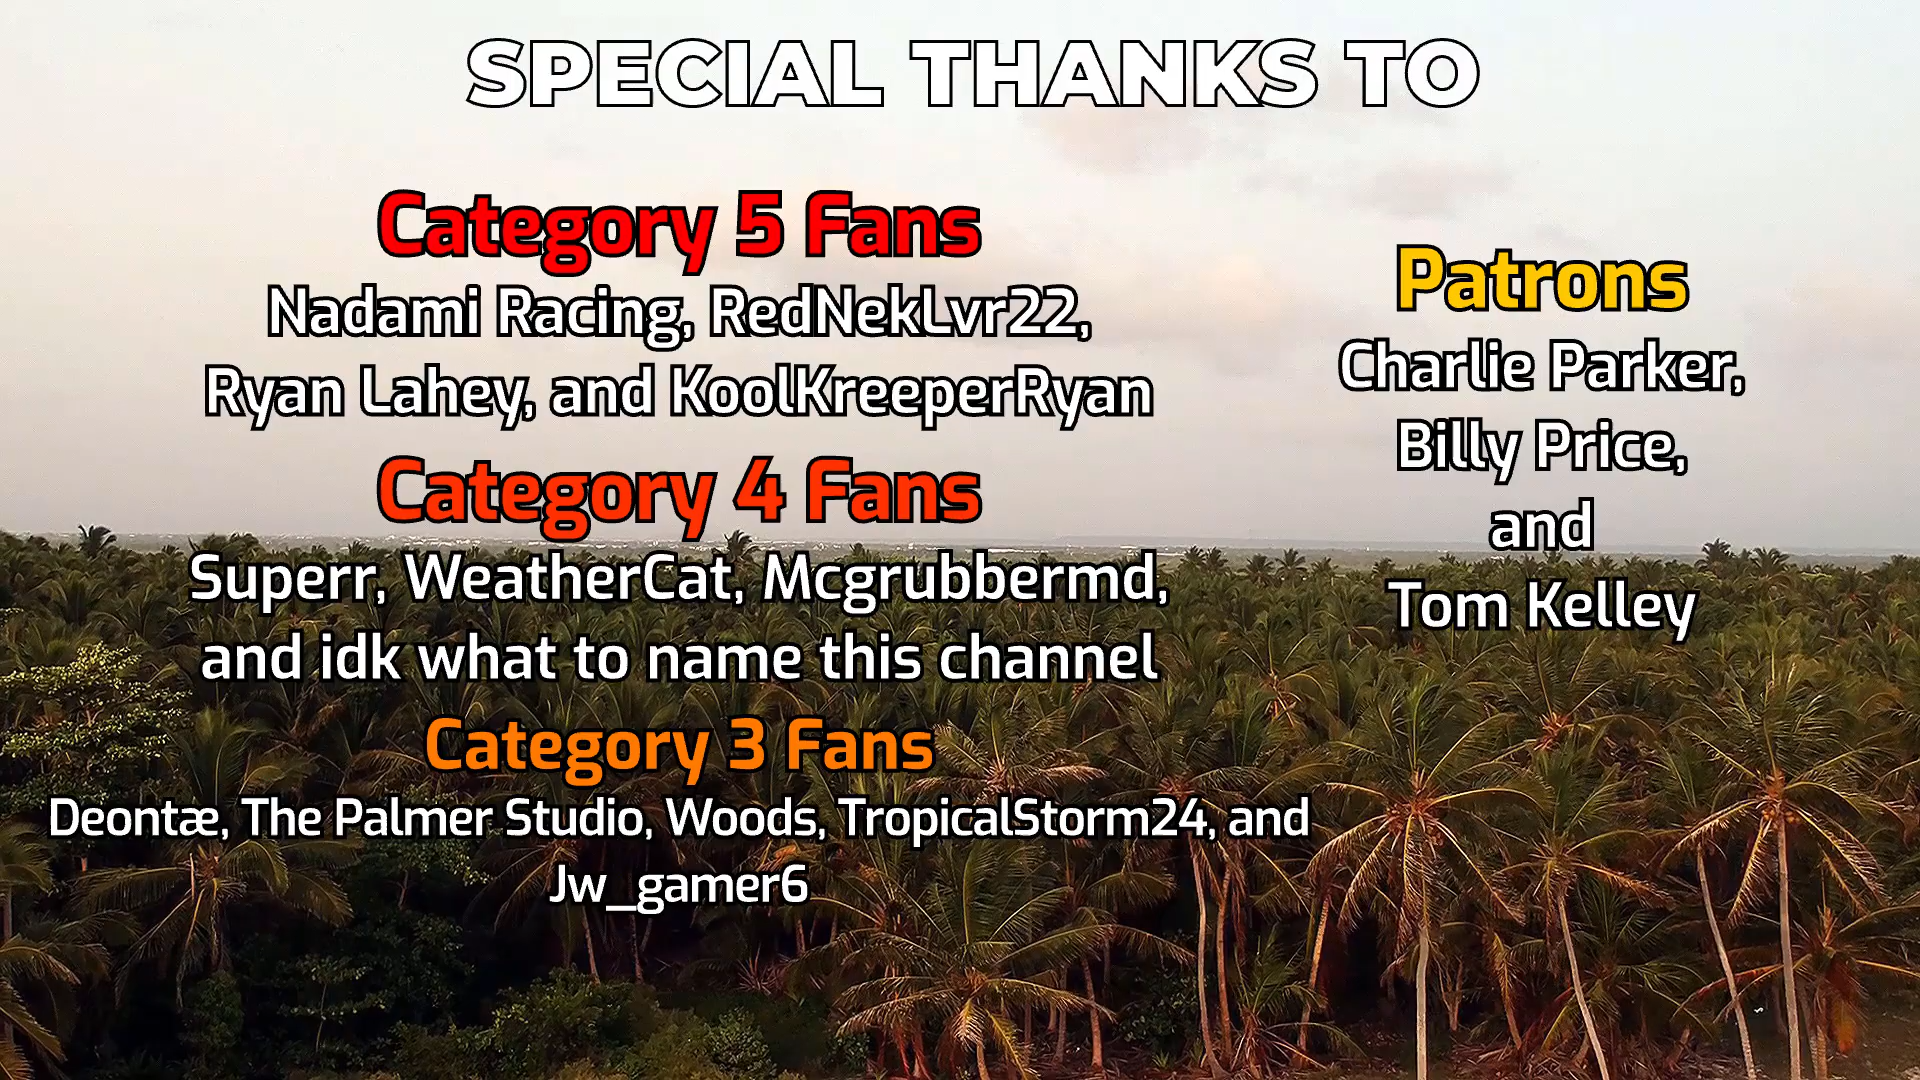 SPECIAL THANKS TO
Category 5 Fans
Nadami Racing, RedNekLvr22,
Ryan Lahey, and KoolKreeperRyan
Category 4 Fans
Superr, WeatherCat, Mcgrubbermd,
and idk what to name this channel
Category 3 Fans
Deontæ, The Palmer Studio, Woods, TropicalStorm24, and
Jw_gamer6
Patrons
Charlie Parker,
Billy Price,
and
Tom Kelley